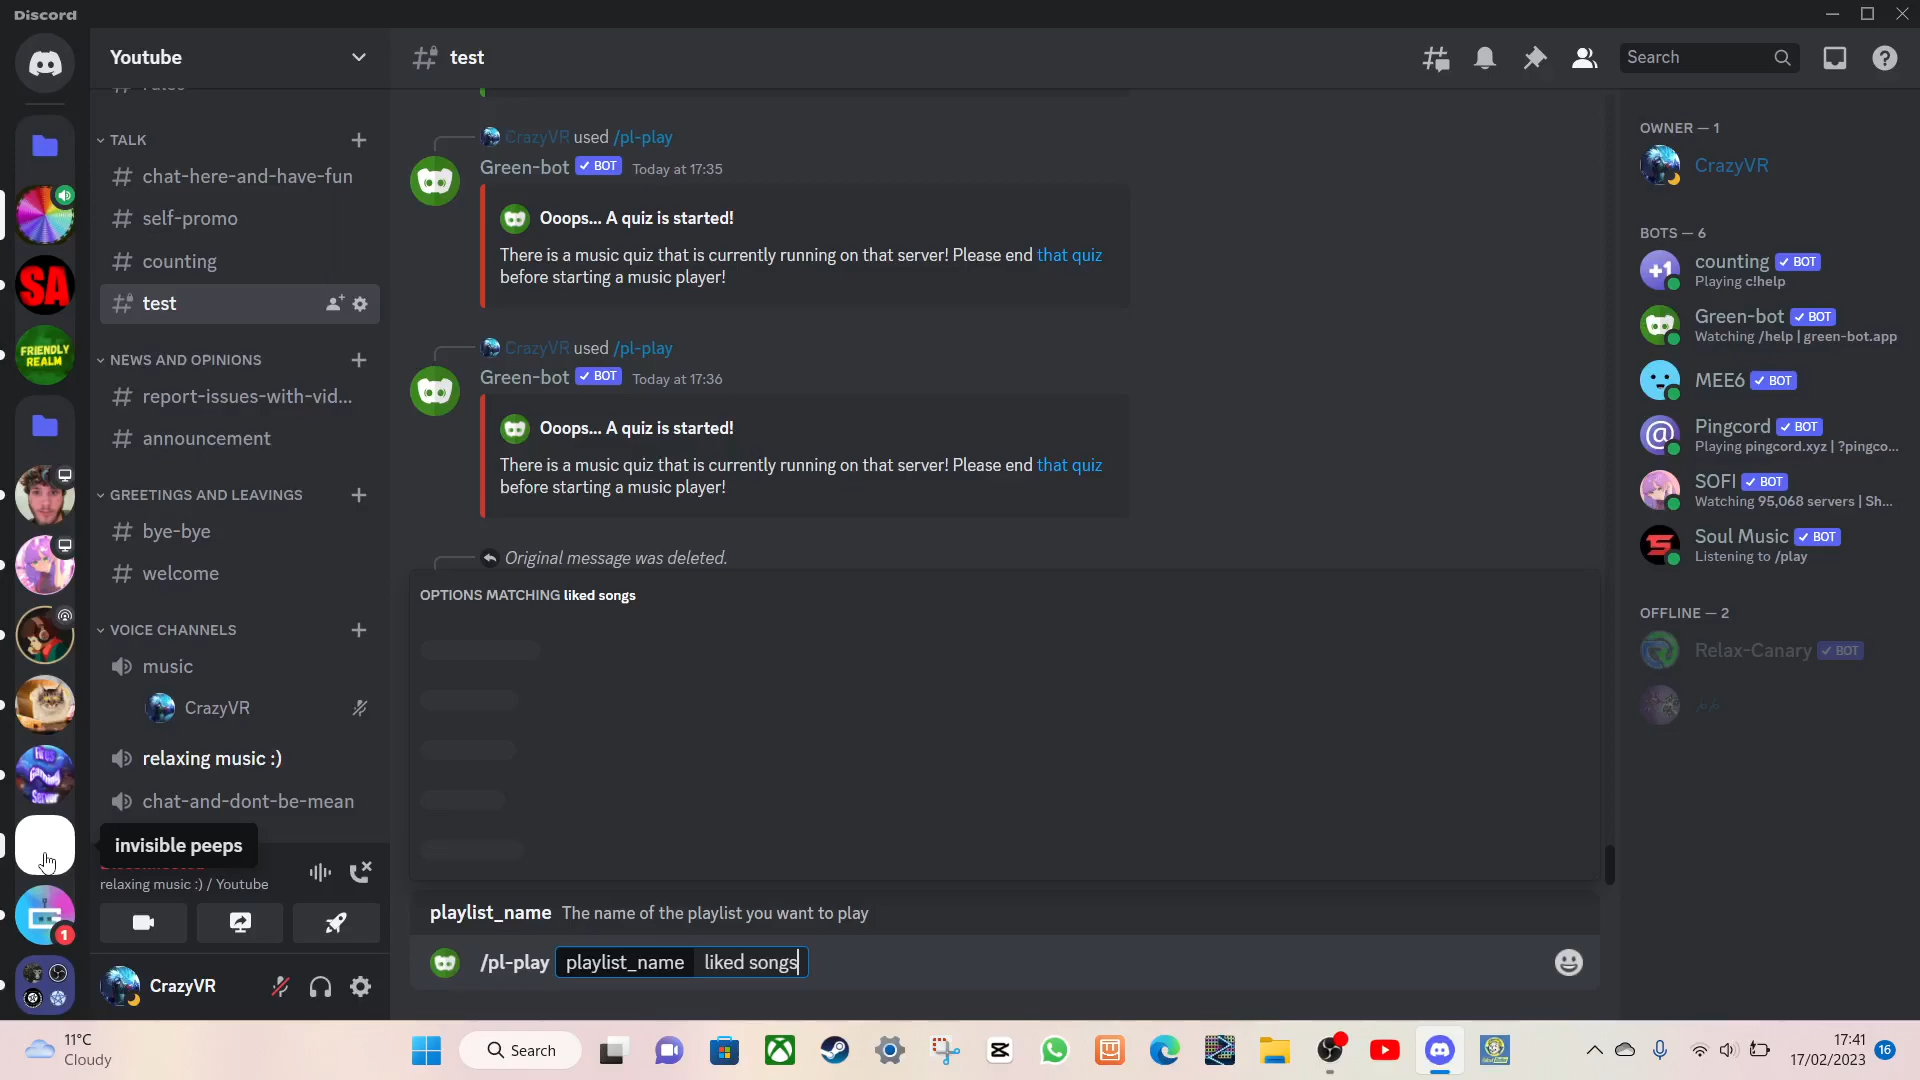 Discord
Youtube
test
Search
rules
TALK
chat-here-and-have-fun
self-promo
counting
test
NEWS AND OPINIONS
report-issues-with-vid...
announcement
GREETINGS AND LEAVINGS
bye-bye
welcome
VOICE CHANNELS
music
CrazyVR
relaxing music :)
chat-and-dont-be-mean
invisible peeps
relaxing music :) / Youtube
CrazyVR
SA
FRIENDLY
REALM
1
CrazyVR used /pl-play
Green-bot ✓ BOT Today at 17:35
Ooops... A quiz is started!
There is a music quiz that is currently running on that server! Please end that quiz
before starting a music player!
CrazyVR used /pl-play
Green-bot ✓ BOT Today at 17:36
Ooops... A quiz is started!
There is a music quiz that is currently running on that server! Please end that quiz
before starting a music player!
Original message was deleted.
OPTIONS MATCHING liked songs
playlist_name The name of the playlist you want to play
/pl-play playlist_name liked songs
OWNER — 1
CrazyVR
BOTS — 6
+1
counting ✓ BOT
Playing c!help
Green-bot ✓ BOT
Watching /help | green-bot.app
MEE6 ✓ BOT
@
Pingcord ✓ BOT
Playing pingcord.xyz | ?pingco...
SOFI ✓ BOT
Watching 95,068 servers | Sh...
Soul Music ✓ BOT
Listening to /play
OFFLINE — 2
Relax-Canary ✓ BOT
11°C
Cloudy
Search
17:41
17/02/2023
16